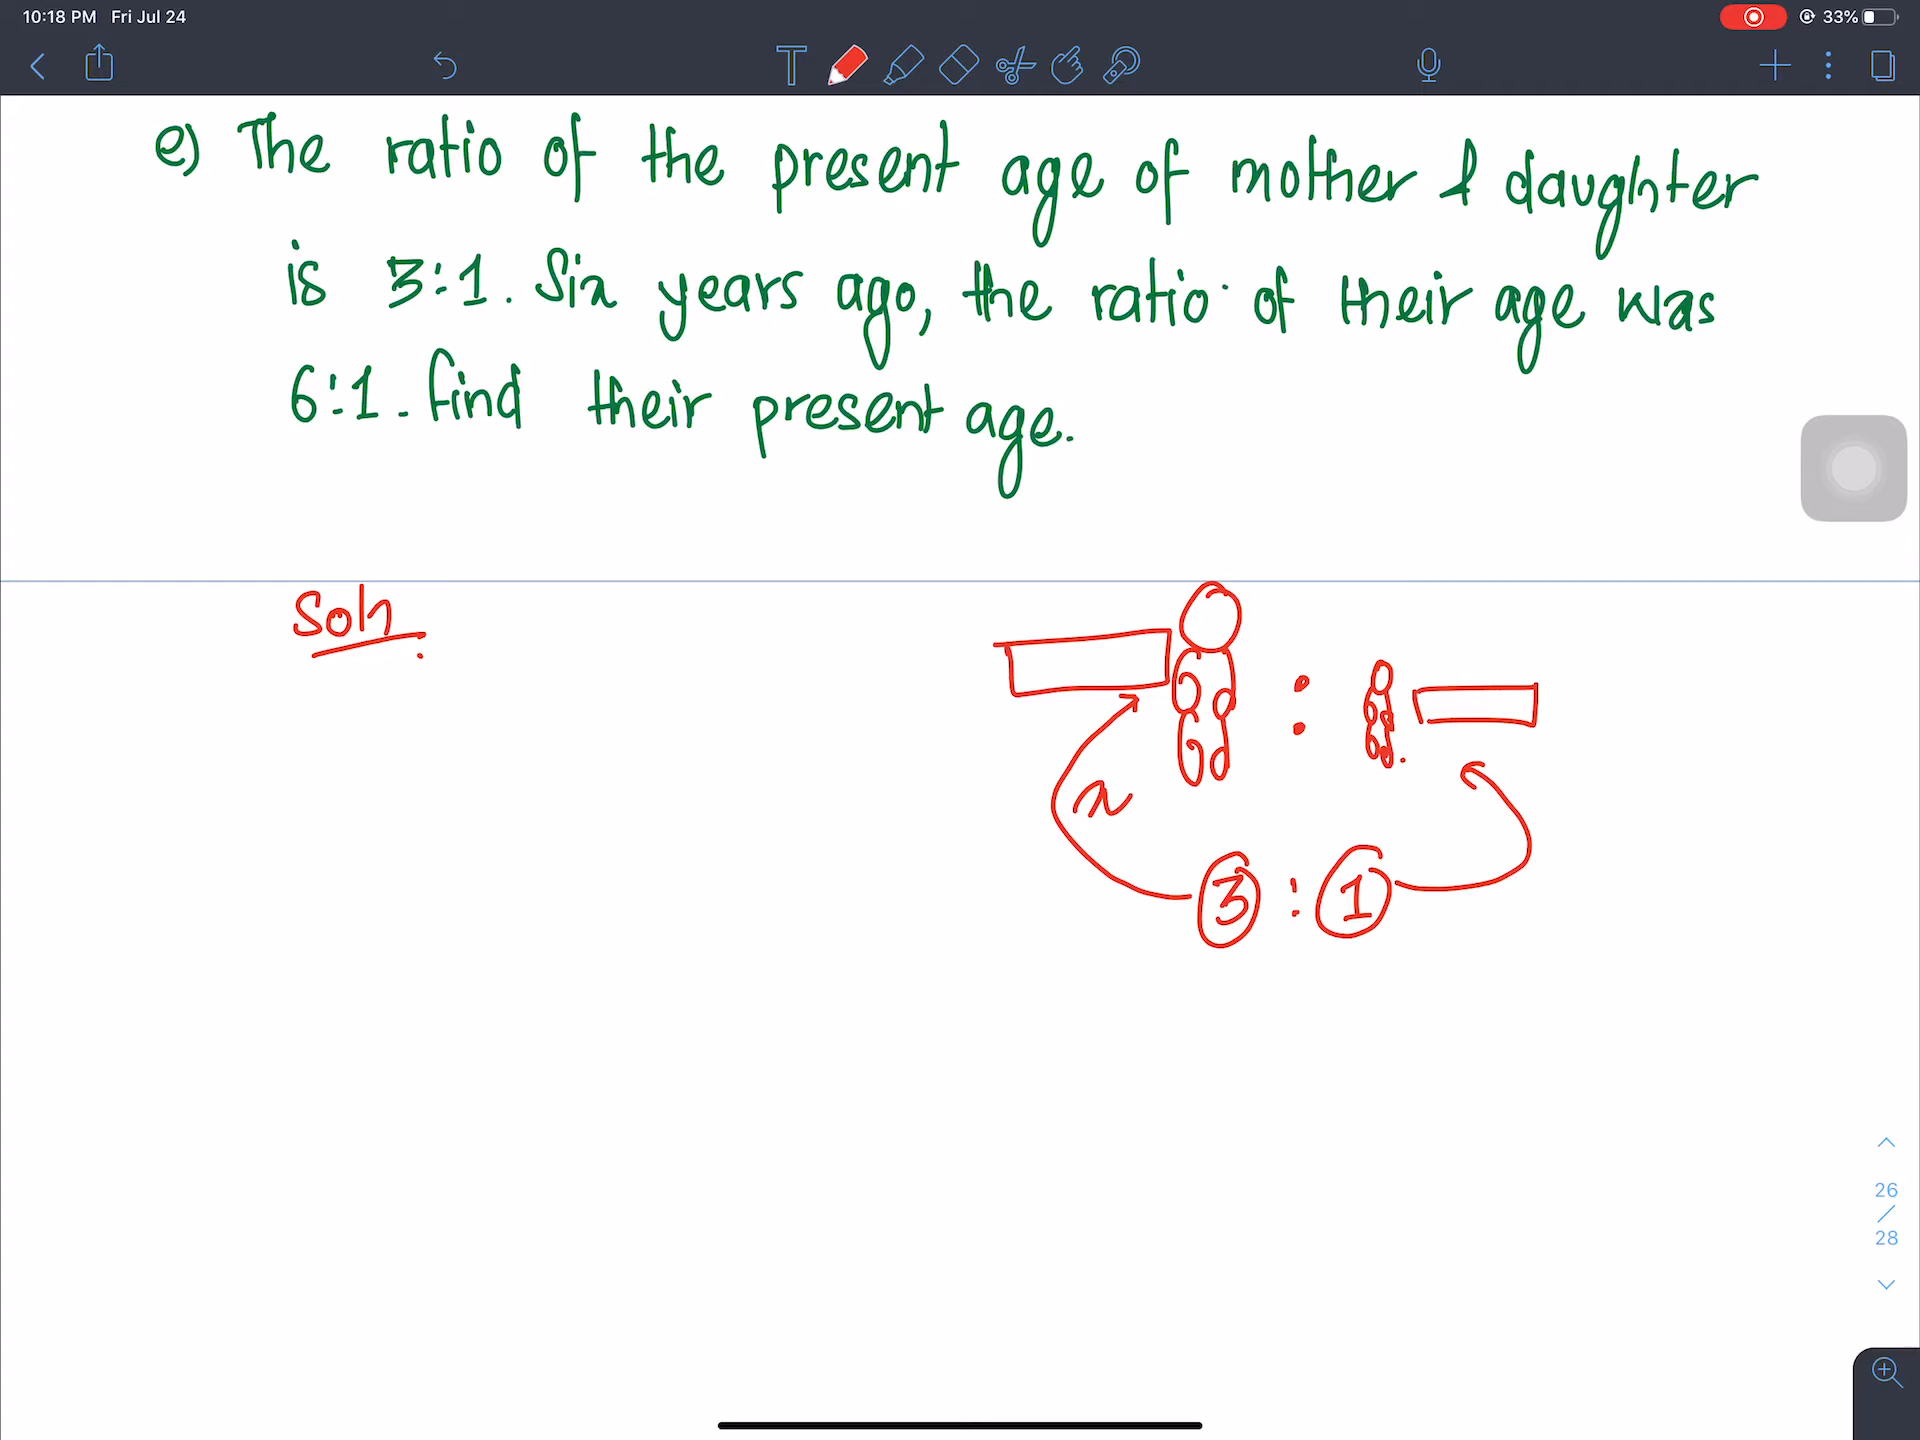 10:18 PM Fri Jul 24
33%
e) The ratio of the present age of mother & daughter
is 3:1. Six years ago, the ratio of their age was
6:1. find their present age.
Soln
:
x
3 : 1
26
/
28